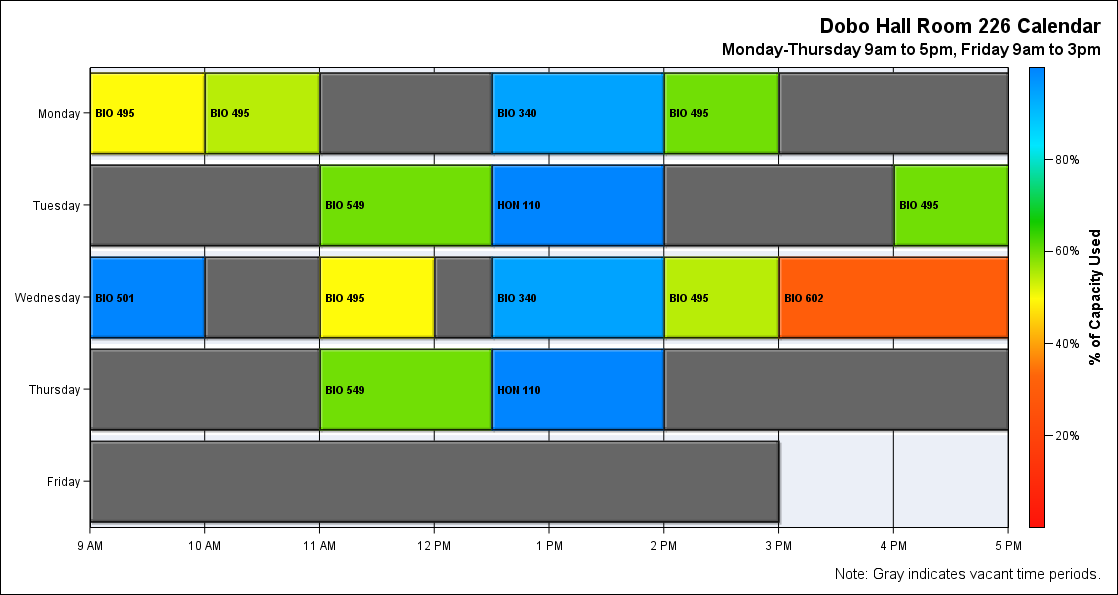 Dobo Hall Room 226 Calendar
Monday-Thursday 9am to 5pm, Friday 9am to 3pm
Monday
BIO 495
BIO 495
BIO 340
BIO 495
Tuesday
BIO 549
HON 110
BIO 495
Wednesday
BIO 501
BIO 495
BIO 340
BIO 495
BIO 602
Thursday
BIO 549
HON 110
Friday
9 AM
10 AM
11 AM
12 PM
1 PM
2 PM
3 PM
4 PM
5 PM
80%
60%
40%
20%
% of Capacity Used
Note: Gray indicates vacant time periods.